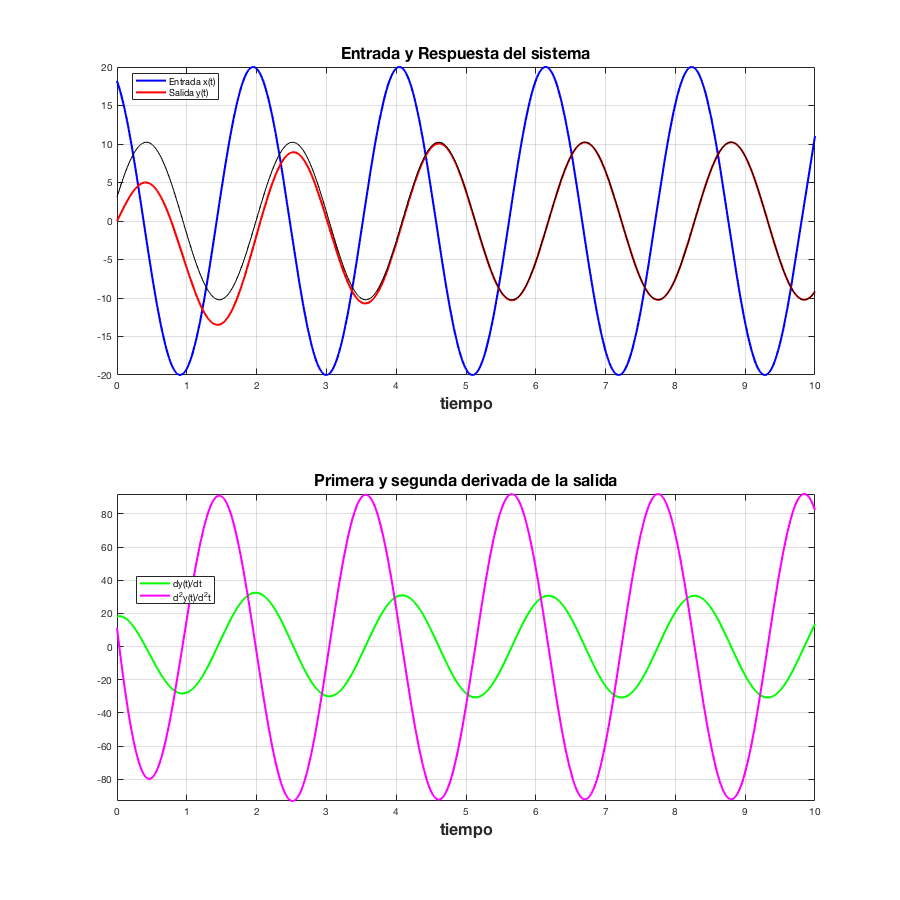 Entrada y Respuesta del sistema
20
15
10
5
0
-5
-10
-15
-20
Entrada x(t)
Salida y(t)
0 1 2 3 4 5 6 7 8 9 10
tiempo
Primera y segunda derivada de la salida
80
60
40
20
0
-20
-40
-60
-80
dy(t)/dt
d²y(t)/d²t
0 1 2 3 4 5 6 7 8 9 10
tiempo